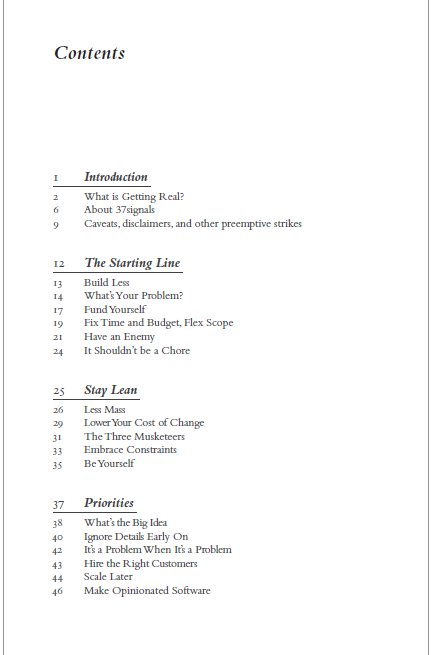 Contents
1 Introduction
2 What is Getting Real?
6 About 37signals
9 Caveats, disclaimers, and other preemptive strikes
12 The Starting Line
13 Build Less
14 What's Your Problem?
17 Fund Yourself
19 Fix Time and Budget, Flex Scope
21 Have an Enemy
24 It Shouldn't be a Chore
25 Stay Lean
26 Less Mass
29 Lower Your Cost of Change
31 The Three Musketeers
33 Embrace Constraints
35 Be Yourself
37 Priorities
38 What's the Big Idea
40 Ignore Details Early On
42 It's a Problem When It's a Problem
43 Hire the Right Customers
44 Scale Later
46 Make Opinionated Software